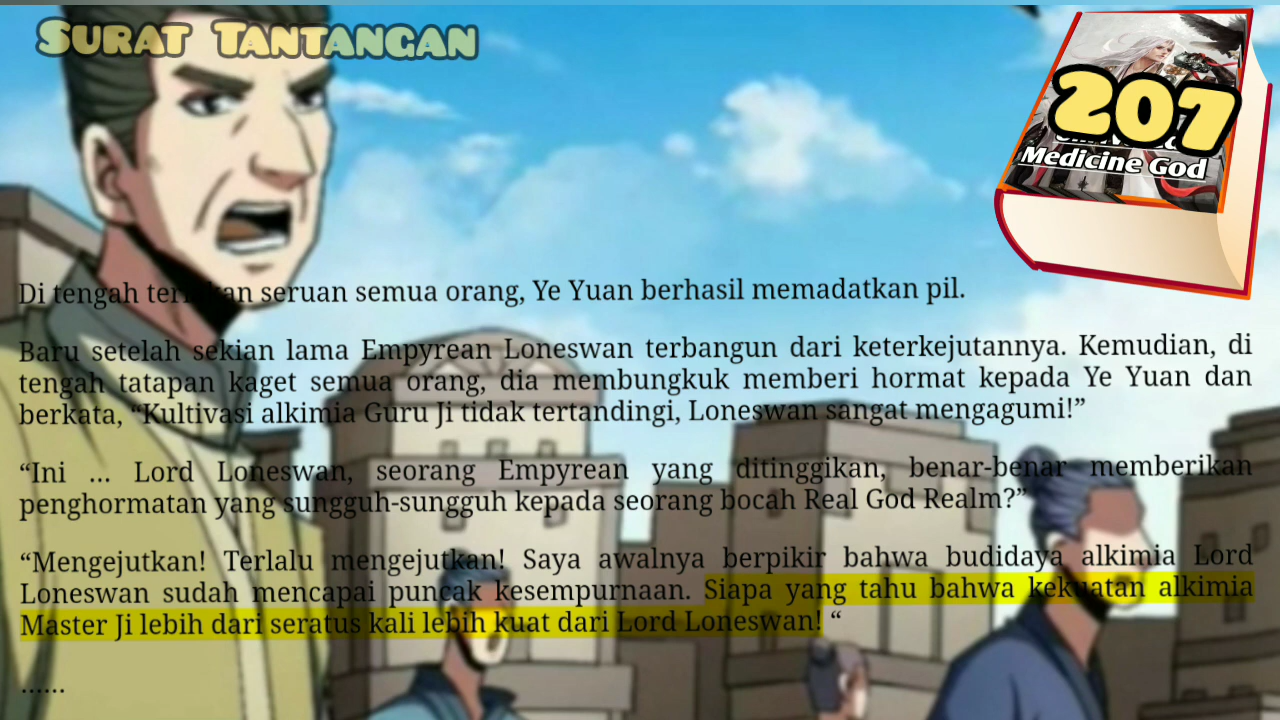 Surat Tantangan
207
Medicine God
Di tengah teriakan seruan semua orang, Ye Yuan berhasil memadatkan pil.
Baru setelah sekian lama Empyrean Loneswan terbangun dari keterkejutannya. Kemudian, di
tengah tatapan kaget semua orang, dia membungkuk memberi hormat kepada Ye Yuan dan
berkata, “Kultivasi alkimia Guru Ji tidak tertandingi, Loneswan sangat mengagumi!”
“Ini ... Lord Loneswan, seorang Empyrean yang ditinggikan, benar-benar memberikan
penghormatan yang sungguh-sungguh kepada seorang bocah Real God Realm?”
“Mengejutkan! Terlalu mengejutkan! Saya awalnya berpikir bahwa budidaya alkimia Lord
Loneswan sudah mencapai puncak kesempurnaan. Siapa yang tahu bahwa kekuatan alkimia
Master Ji lebih dari seratus kali lebih kuat dari Lord Loneswan! “
......